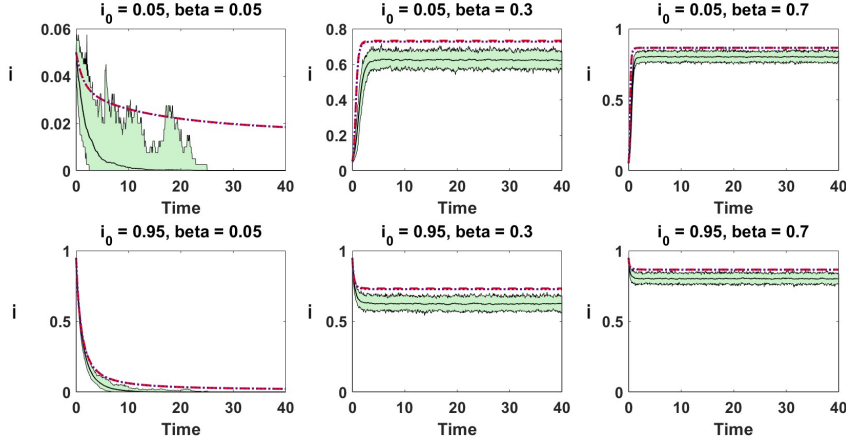 i₀ = 0.05, beta = 0.05
0.06
0.04
0.02
0
i
0 10 20 30 40
Time
i₀ = 0.05, beta = 0.3
0.8
0.6
0.4
0.2
0
i
0 10 20 30 40
Time
i₀ = 0.05, beta = 0.7
1
0.5
0
i
0 10 20 30 40
Time
i₀ = 0.95, beta = 0.05
1
0.5
0
i
0 10 20 30 40
Time
i₀ = 0.95, beta = 0.3
1
0.5
0
i
0 10 20 30 40
Time
i₀ = 0.95, beta = 0.7
1
0.5
0
i
0 10 20 30 40
Time